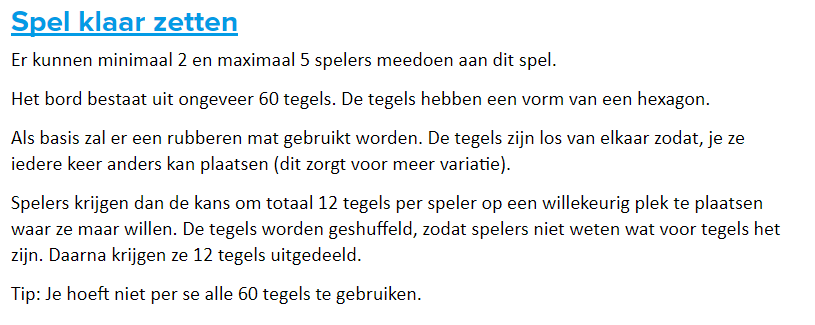 Spel klaar zetten
Er kunnen minimaal 2 en maximaal 5 spelers meedoen aan dit spel.
Het bord bestaat uit ongeveer 60 tegels. De tegels hebben een vorm van een hexagon.
Als basis zal er een rubberen mat gebruikt worden. De tegels zijn los van elkaar zodat, je ze
iedere keer anders kan plaatsen (dit zorgt voor meer variatie).
Spelers krijgen dan de kans om totaal 12 tegels per speler op een willekeurig plek te plaatsen
waar ze maar willen. De tegels worden geshuffeld, zodat spelers niet weten wat voor tegels het
zijn. Daarna krijgen ze 12 tegels uitgedeeld.
Tip: Je hoeft niet per se alle 60 tegels te gebruiken.